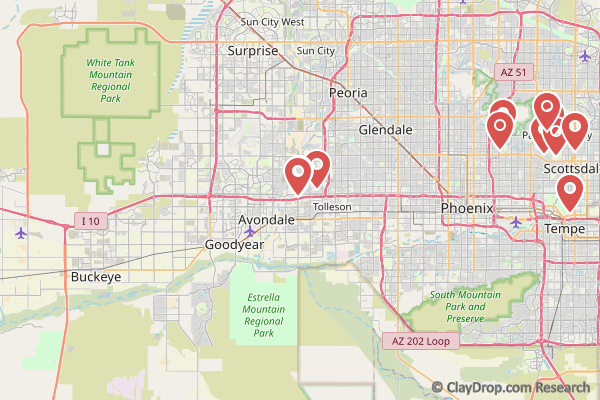 Sun City West
Sun City
Surprise
White Tank
Mountain
Regional
Park
AZ 51
Peoria
Glendale
Scottsdal
Tolleson
Phoenix
Avondale
I 10
Tempe
Goodyear
Buckeye
Estrella
Mountain
Regional
Park
South Mountain
Park and
Preserve
AZ 202 Loop
© ClayDrop.com Research